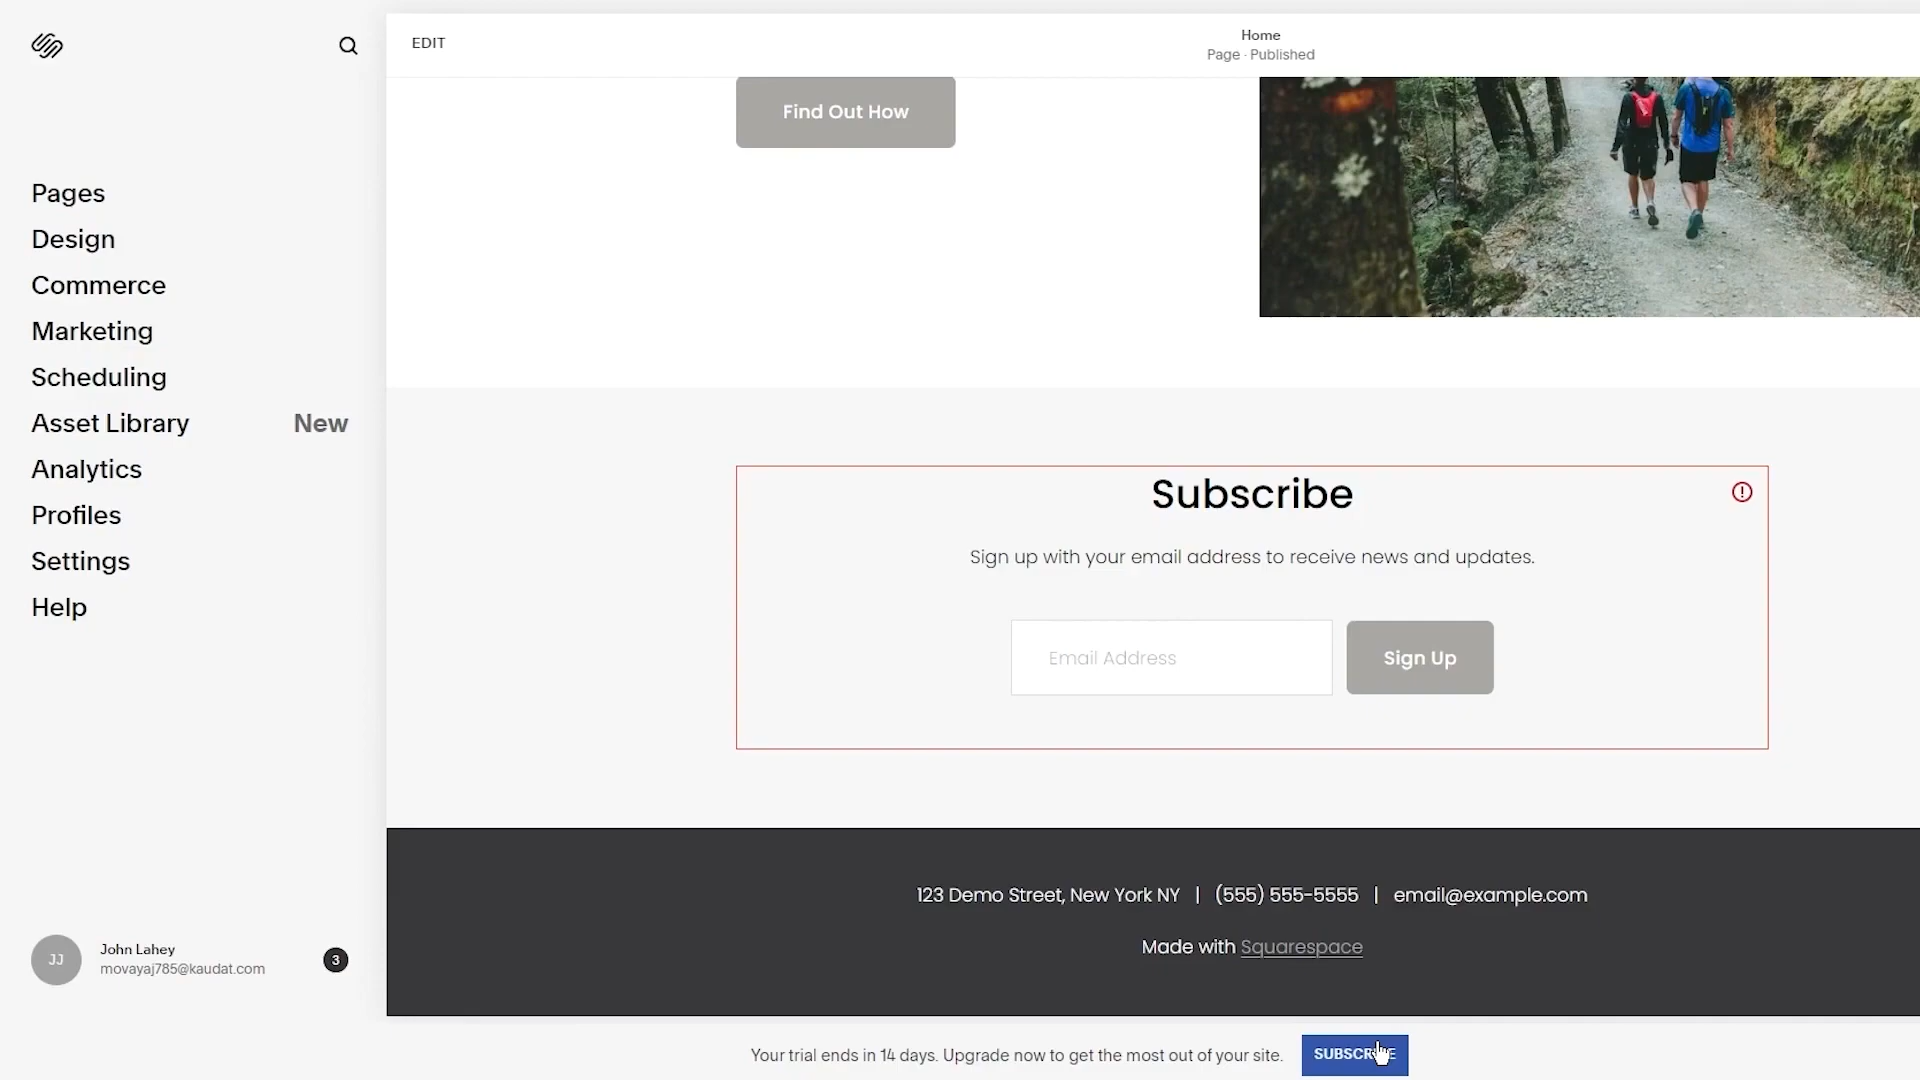 EDIT
Home
Page · Published
Find Out How
Pages
Design
Commerce
Marketing
Scheduling
Asset Library New
Analytics
Profiles
Settings
Help
Subscribe
Sign up with your email address to receive news and updates.
Email Address
Sign Up
123 Demo Street, New York NY | (555) 555-5555 | email@example.com
Made with Squarespace
JJ
John Lahey
movayaj785@kaudat.com
3
Your trial ends in 14 days. Upgrade now to get the most out of your site.
SUBSCRIBE